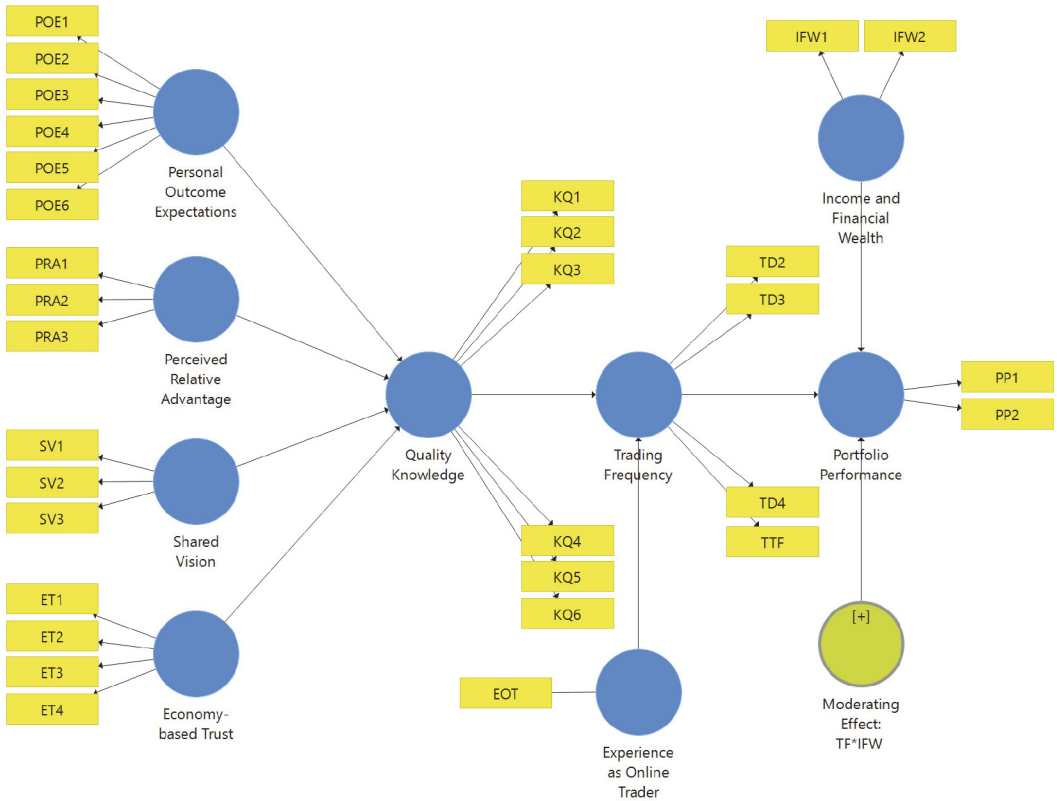 POE1
POE2
POE3
POE4
POE5
POE6
Personal
Outcome
Expectations
PRA1
PRA2
PRA3
Perceived
Relative
Advantage
SV1
SV2
SV3
Shared
Vision
ET1
ET2
ET3
ET4
Economy-
based Trust
KQ1
KQ2
KQ3
Quality
Knowledge
KQ4
KQ5
KQ6
EOT
Experience
as Online
Trader
TD2
TD3
Trading
Frequency
TD4
TTF
IFW1
IFW2
Income and
Financial
Wealth
Portfolio
Performance
PP1
PP2
[+]
Moderating
Effect:
TF*IFW